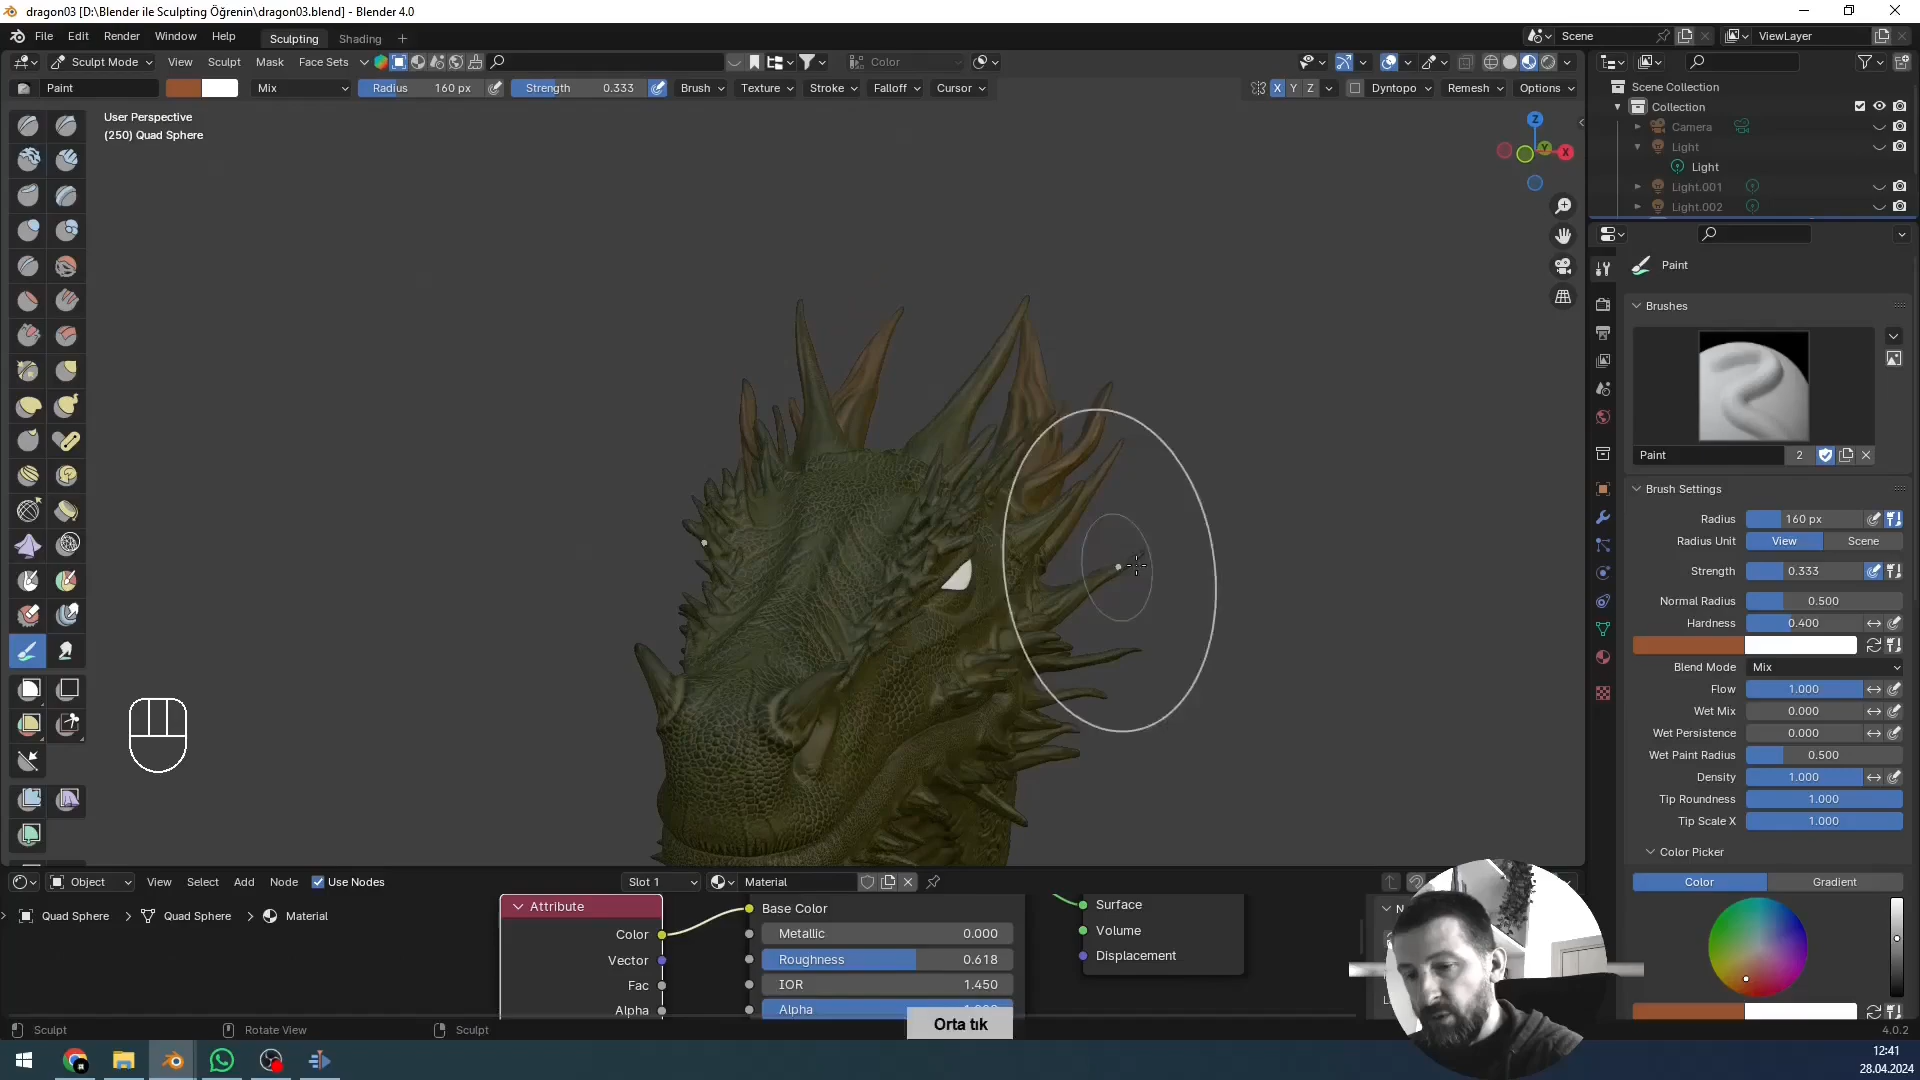 dragon03 [D:\Blender ile Sculpting Öğrenin\dragon03.blend] - Blender 4.0
File Edit Render Window Help Sculpting Shading + Scene ViewLayer
Sculpt Mode View Sculpt Mask Face Sets Color
Paint Mix Radius 160 px Strength 0.333 Brush Texture Stroke Falloff Cursor X Y Z Dyntopo Remesh Options
User Perspective
(250) Quad Sphere
Z
Y
X
Scene Collection
Collection
Camera
Light
Light
Light.001
Light.002
Paint
Brushes
Paint 2
Brush Settings
Radius 160 px
Radius Unit View Scene
Strength 0.333
Normal Radius 0.500
Hardness 0.400
Blend Mode Mix
Flow 1.000
Wet Mix 0.000
Wet Persistence 0.000
Wet Paint Radius 0.500
Density 1.000
Tip Roundness 1.000
Tip Scale X 1.000
Color Picker
Color Gradient
Object View Select Add Node Use Nodes Slot 1 Material
Quad Sphere > Quad Sphere > Material
Attribute
Color
Vector
Fac
Alpha
Base Color
Metallic 0.000
Roughness 0.618
IOR 1.450
Alpha
Surface
Volume
Displacement
Orta tık
Sculpt Rotate View Sculpt 4.0.2
12:41
28.04.2024